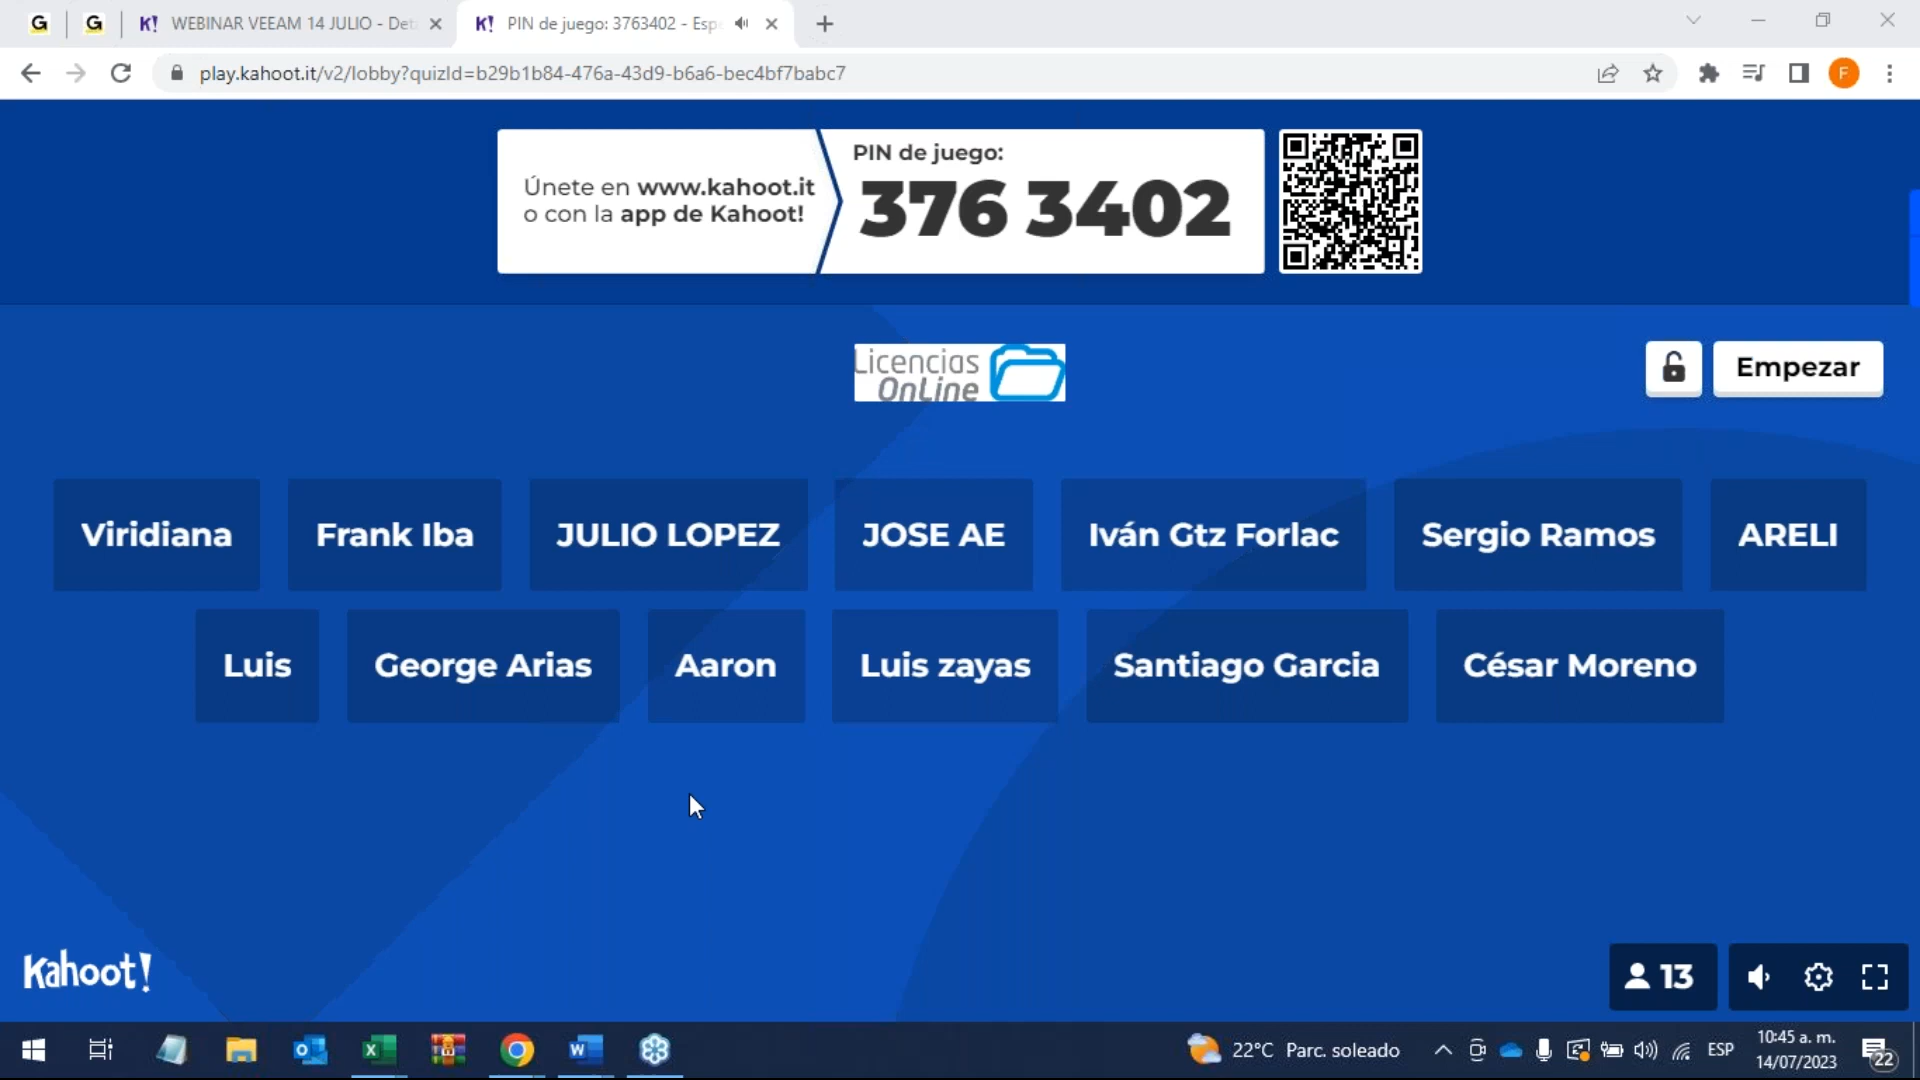 G
G
K! WEBINAR VEEAM 14 JULIO - Det
K! PIN de juego: 3763402 - Esp
play.kahoot.it/v2/lobby?quizId=b29b1b84-476a-43d9-b6a6-bec4bf7babc7
F
Únete en www.kahoot.it
o con la app de Kahoot!
PIN de juego:
376 3402
Licencias
OnLine
Empezar
Viridiana
Frank Iba
JULIO LOPEZ
JOSE AE
Iván Gtz Forlac
Sergio Ramos
ARELI
Luis
George Arias
Aaron
Luis zayas
Santiago Garcia
César Moreno
Kahoot!
13
22°C Parc. soleado
ESP
10:45 a. m.
14/07/2023
22